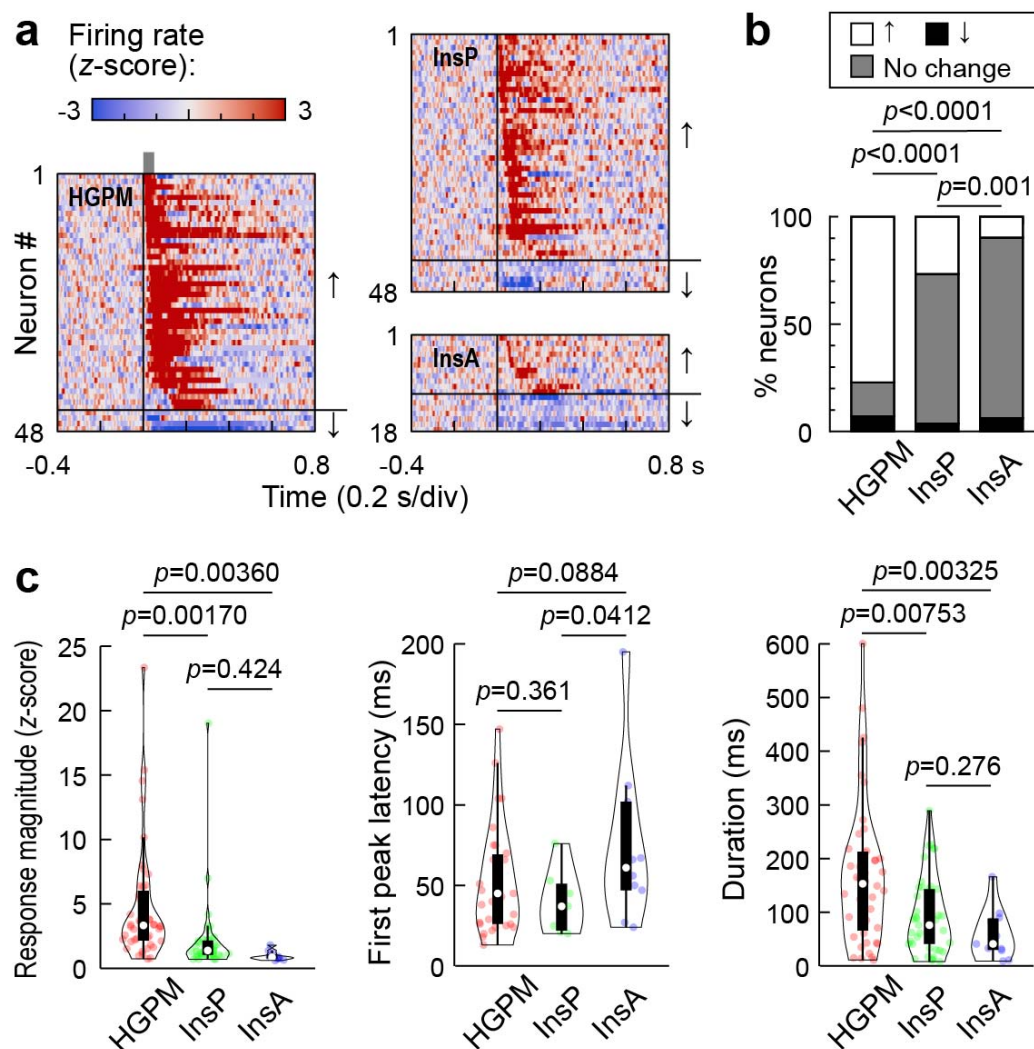 a
Firing rate
(z-score):
-3 3
1
HGPM
Neuron #
↑
48
↓
-0.4 0.8
1
InsP
↑
48
↓
1
InsA
↑
18
↓
-0.4 0.8 s
Time (0.2 s/div)
b
↑ ↓
No change
p<0.0001
p<0.0001
p=0.001
100
50
0
% neurons
HGPM InsP InsA
c
p=0.00360
p=0.00170
p=0.424
25
20
15
10
5
0
Response magnitude (z-score)
HGPM InsP InsA
p=0.0884
p=0.0412
p=0.361
200
150
100
50
0
First peak latency (ms)
HGPM InsP InsA
p=0.00325
p=0.00753
p=0.276
600
500
400
300
200
100
0
Duration (ms)
HGPM InsP InsA